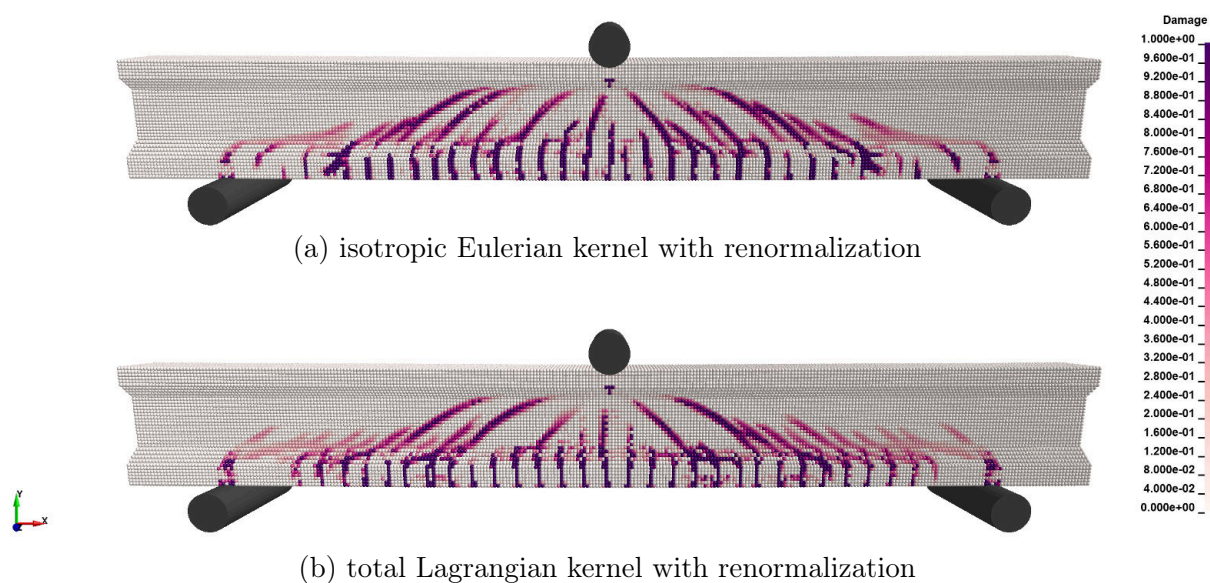 Damage
1.000e+00
9.600e-01
9.200e-01
8.800e-01
8.400e-01
8.000e-01
7.600e-01
7.200e-01
6.800e-01
6.400e-01
6.000e-01
5.600e-01
5.200e-01
4.800e-01
4.400e-01
4.000e-01
3.600e-01
3.200e-01
2.800e-01
2.400e-01
2.000e-01
1.600e-01
1.200e-01
8.000e-02
4.000e-02
0.000e+00
(a) isotropic Eulerian kernel with renormalization
Y
X
(b) total Lagrangian kernel with renormalization